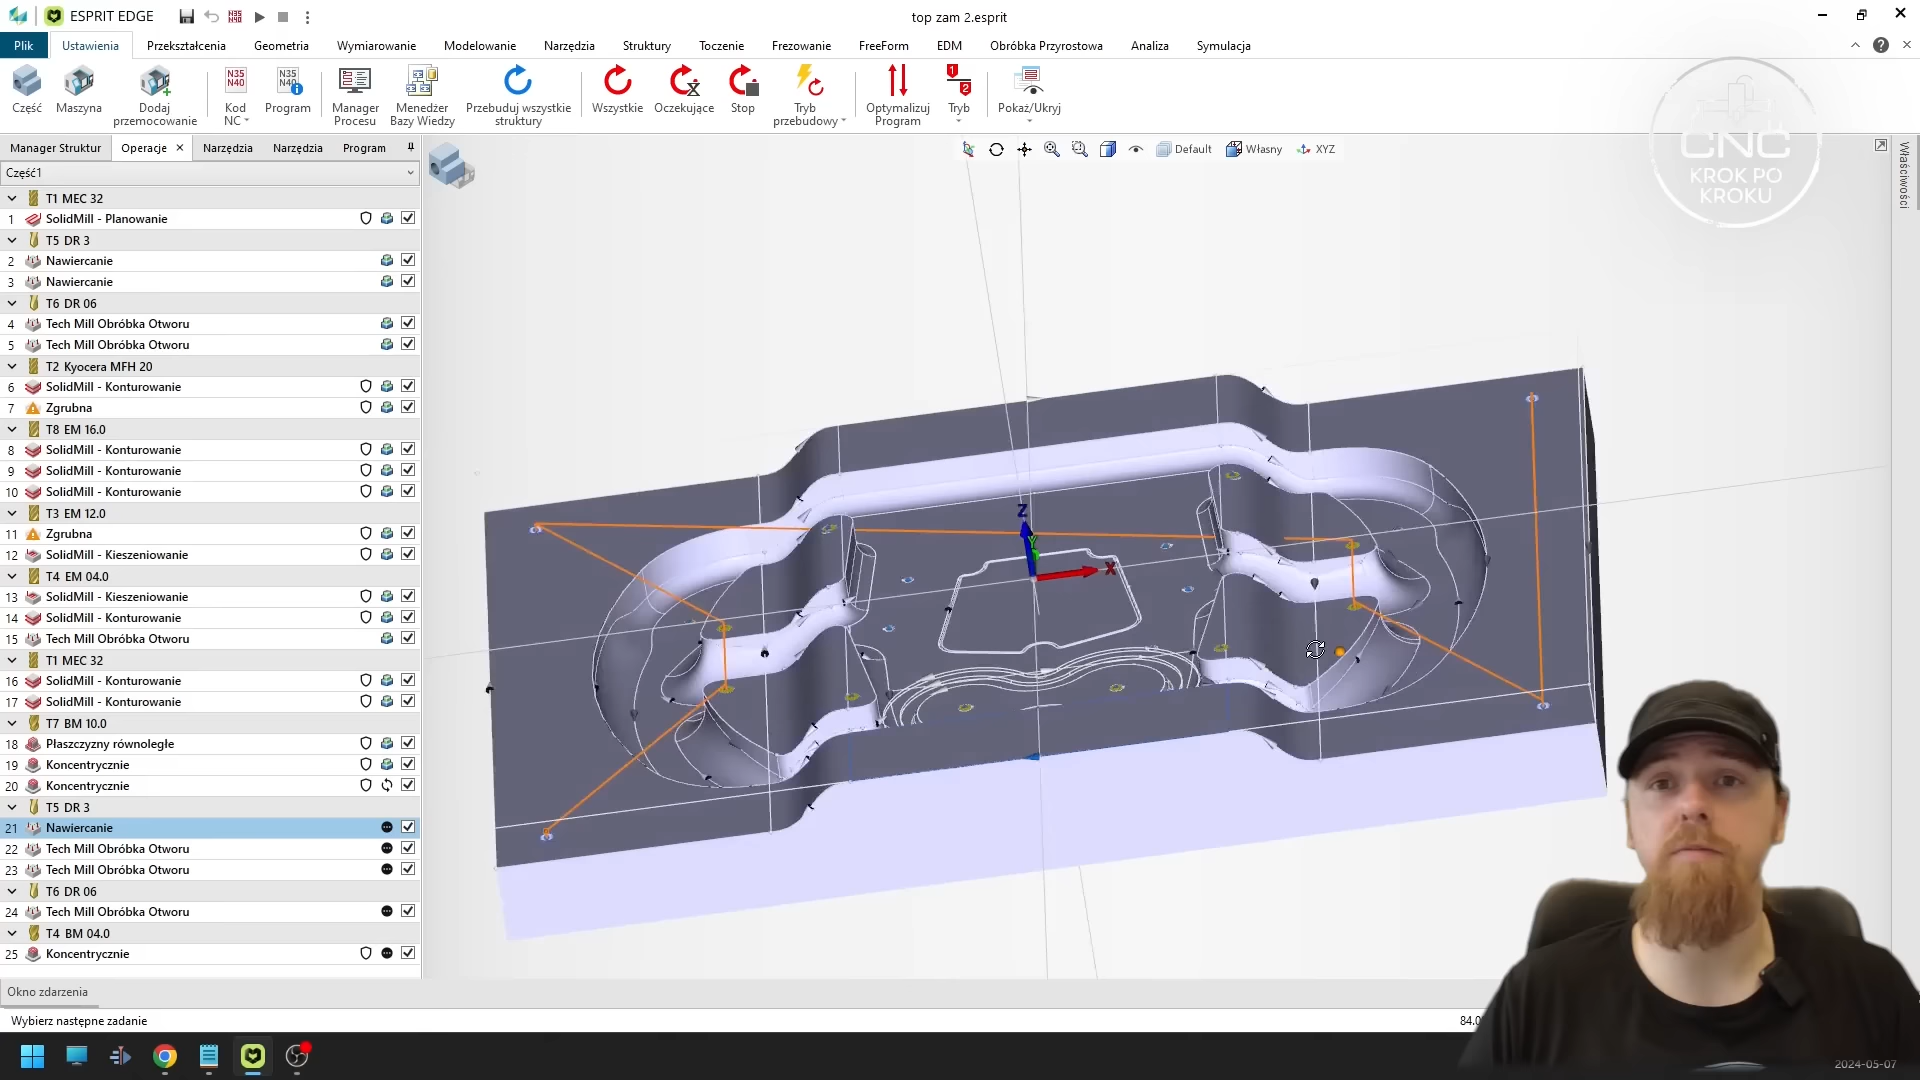 ESPRIT EDGE
top zam 2.esprit
Plik Ustawienia Przekształcenia Geometria Wymiarowanie Modelowanie Narzędzia Struktury Toczenie Frezowanie FreeForm EDM Obróbka Przyrostowa Analiza Symulacja
Część
Maszyna
Dodaj
przemocowanie
Kod
NC
Program
Manager
Procesu
Menedżer
Bazy Wiedzy
Przebuduj wszystkie
struktury
Wszystkie
Oczekujące
Stop
Tryb
przebudowy
Optymalizuj
Program
Tryb
Pokaż/Ukryj
Manager Struktur Operacje Narzędzia Narzędzia Program
Default Własny XYZ
Właściwości
CNC
KROK PO
KROKU
Część1
T1 MEC 32
1 SolidMill - Planowanie
T5 DR 3
2 Nawiercanie
3 Nawiercanie
T6 DR 06
4 Tech Mill Obróbka Otworu
5 Tech Mill Obróbka Otworu
T2 Kyocera MFH 20
6 SolidMill - Konturowanie
7 Zgrubna
T8 EM 16.0
8 SolidMill - Konturowanie
9 SolidMill - Konturowanie
10 SolidMill - Konturowanie
T3 EM 12.0
11 Zgrubna
12 SolidMill - Kieszeniowanie
T4 EM 04.0
13 SolidMill - Kieszeniowanie
14 SolidMill - Konturowanie
15 Tech Mill Obróbka Otworu
T1 MEC 32
16 SolidMill - Konturowanie
17 SolidMill - Konturowanie
T7 BM 10.0
18 Płaszczyzny równoległe
19 Koncentrycznie
20 Koncentrycznie
T5 DR 3
21 Nawiercanie
22 Tech Mill Obróbka Otworu
23 Tech Mill Obróbka Otworu
T6 DR 06
24 Tech Mill Obróbka Otworu
T4 BM 04.0
25 Koncentrycznie
Z
Y
X
Okno zdarzenia
Wybierz następne zadanie
84.0
2024-05-07